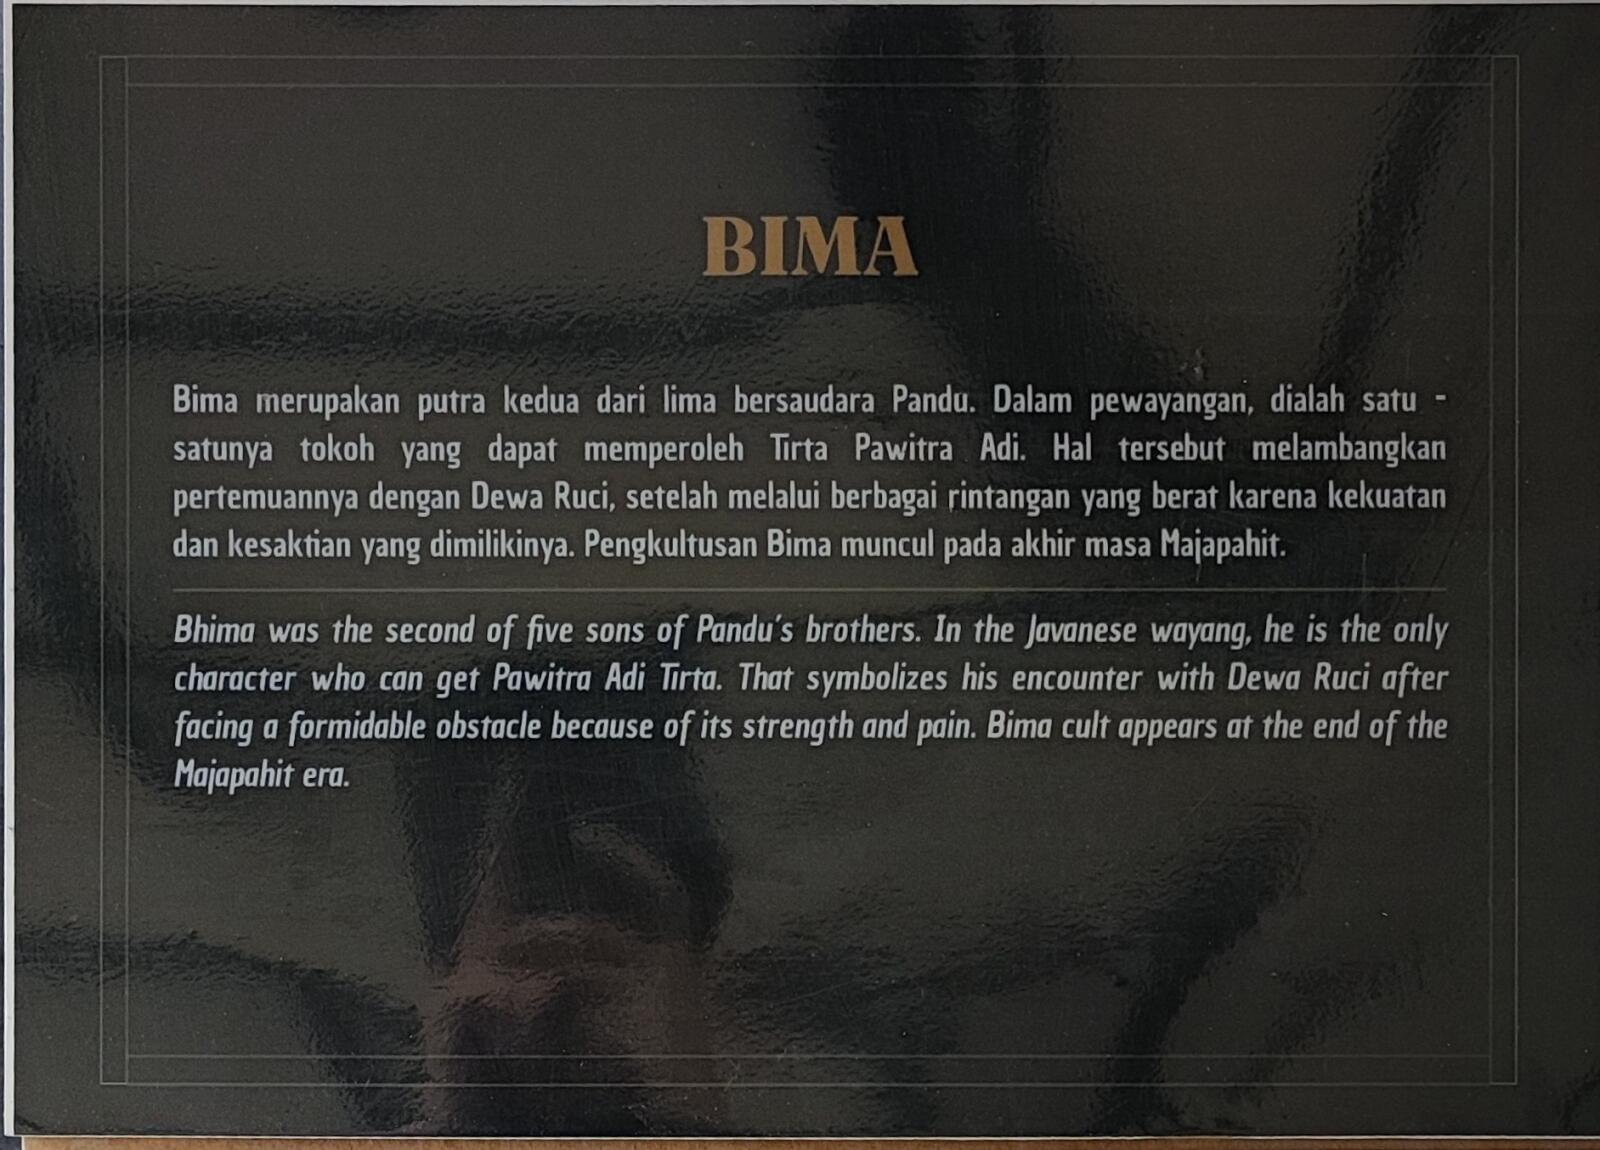 BIMA
Bima merupakan putra kedua dari lima bersaudara Pandu. Dalam pewayangan, dialah satu -
satunya tokoh yang dapat memperoleh Tirta Pawitra Adi. Hal tersebut melambangkan
pertemuannya dengan Dewa Ruci, setelah melalui berbagai rintangan yang berat karena kekuatan
dan kesaktian yang dimilikinya. Pengkultusan Bima muncul pada akhir masa Majapahit.
Bhima was the second of five sons of Pandu's brothers. In the Javanese wayang, he is the only
character who can get Pawitra Adi Tirta. That symbolizes his encounter with Dewa Ruci after
facing a formidable obstacle because of its strength and pain. Bima cult appears at the end of the
Majapahit era.